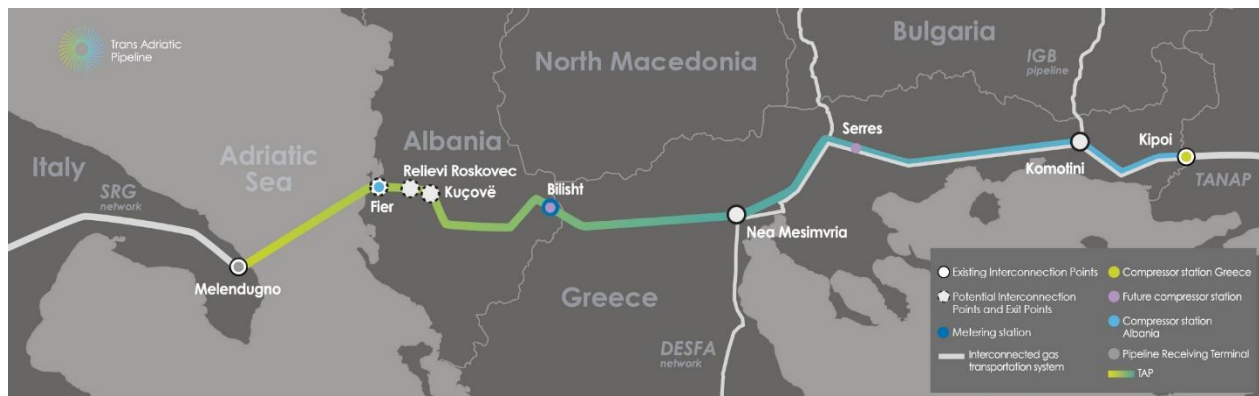 Trans Adriatic
Pipeline
North Macedonia
Bulgaria
IGB
pipeline
Serres
Kipoi
Komotini
TANAP
Albania
Relievi Roskovec
Kuçovë
Bilisht
Fier
Italy
Adriatic
Sea
SRG
network
Melendugno
Nea Mesimvria
Greece
DESFA
network
Existing Interconnection Points
Potential Interconnection
Points and Exit Points
Metering station
Interconnected gas
transportation system
Compressor station Greece
Future compressor station
Compressor station
Albania
Pipeline Receiving Terminal
TAP